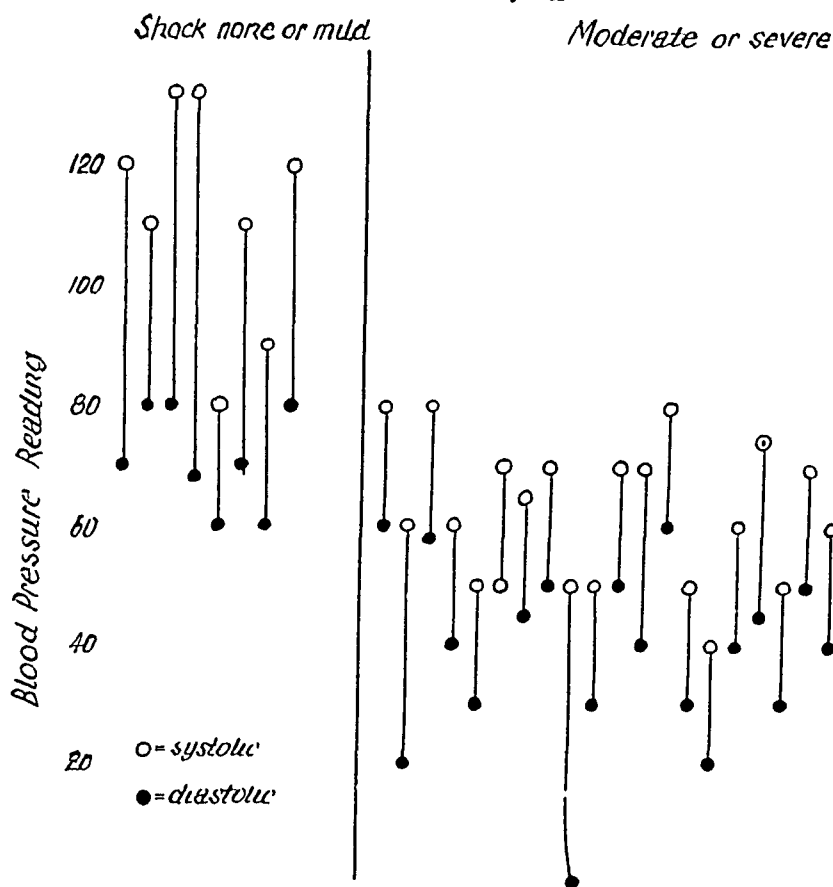 Shock none or mild
Moderate or severe
120
100
80
60
40
20
Blood Pressure Reading
○=systolic
●=diastolic